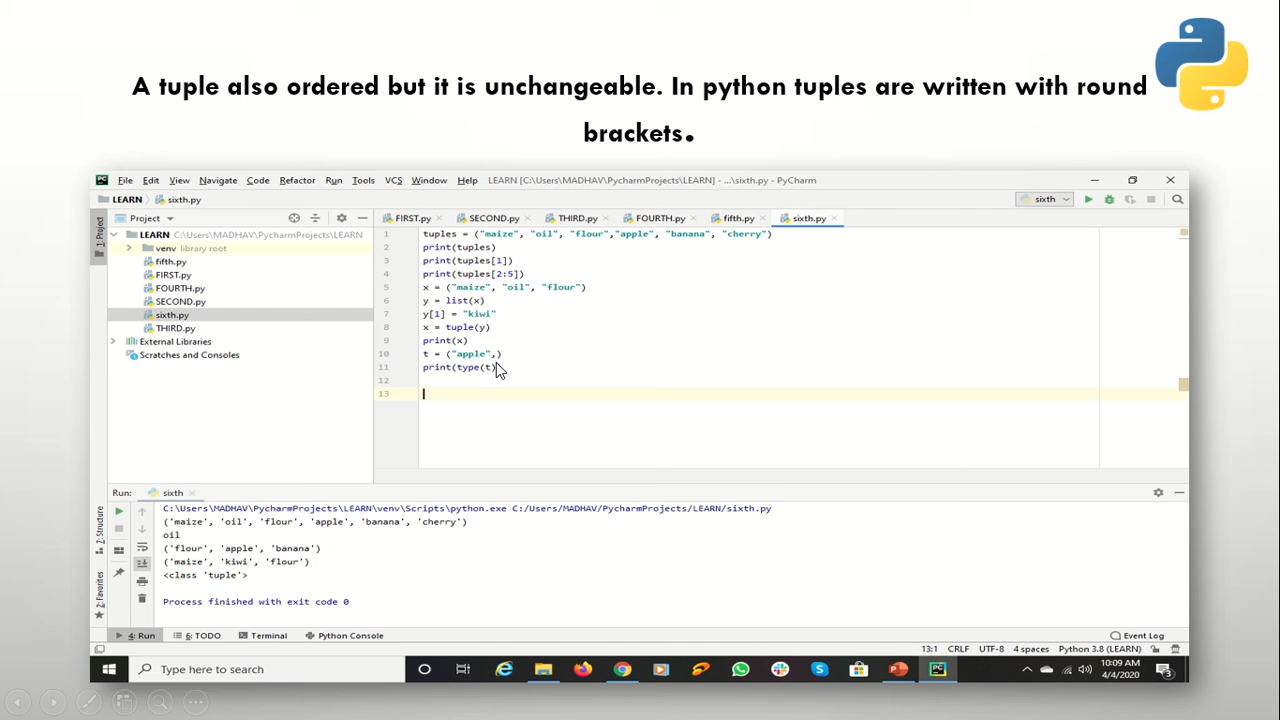 A tuple also ordered but it is unchangeable. In python tuples are written with round
brackets.
PC File Edit View Navigate Code Refactor Run Tools VCS Window Help LEARN [C:\Users\MADHAV\PycharmProjects\LEARN] - ...\sixth.py - PyCharm
LEARN sixth.py sixth
1: Project
Project FIRST.py SECOND.py THIRD.py FOURTH.py fifth.py sixth.py
LEARN C:\Users\MADHAV\PycharmProjects\LEARN
venv library root
fifth.py
FIRST.py
FOURTH.py
SECOND.py
sixth.py
THIRD.py
External Libraries
Scratches and Consoles
1 tuples = ("maize", "oil", "flour","apple", "banana", "cherry")
2 print(tuples)
3 print(tuples[1])
4 print(tuples[2:5])
5 x = ("maize", "oil", "flour")
6 y = list(x)
7 y[1] = "kiwi"
8 x = tuple(y)
9 print(x)
10 t = ("apple",)
11 print(type(t))
12
13
Run: sixth
C:\Users\MADHAV\PycharmProjects\LEARN\venv\Scripts\python.exe C:/Users/MADHAV/PycharmProjects/LEARN/sixth.py
('maize', 'oil', 'flour', 'apple', 'banana', 'cherry')
oil
('flour', 'apple', 'banana')
('maize', 'kiwi', 'flour')
<class 'tuple'>
Process finished with exit code 0
7: Structure
2: Favorites
4: Run 6: TODO Terminal Python Console Event Log
13:1 CRLF UTF-8 4 spaces Python 3.8 (LEARN)
Type here to search
10:09 AM
4/4/2020
3